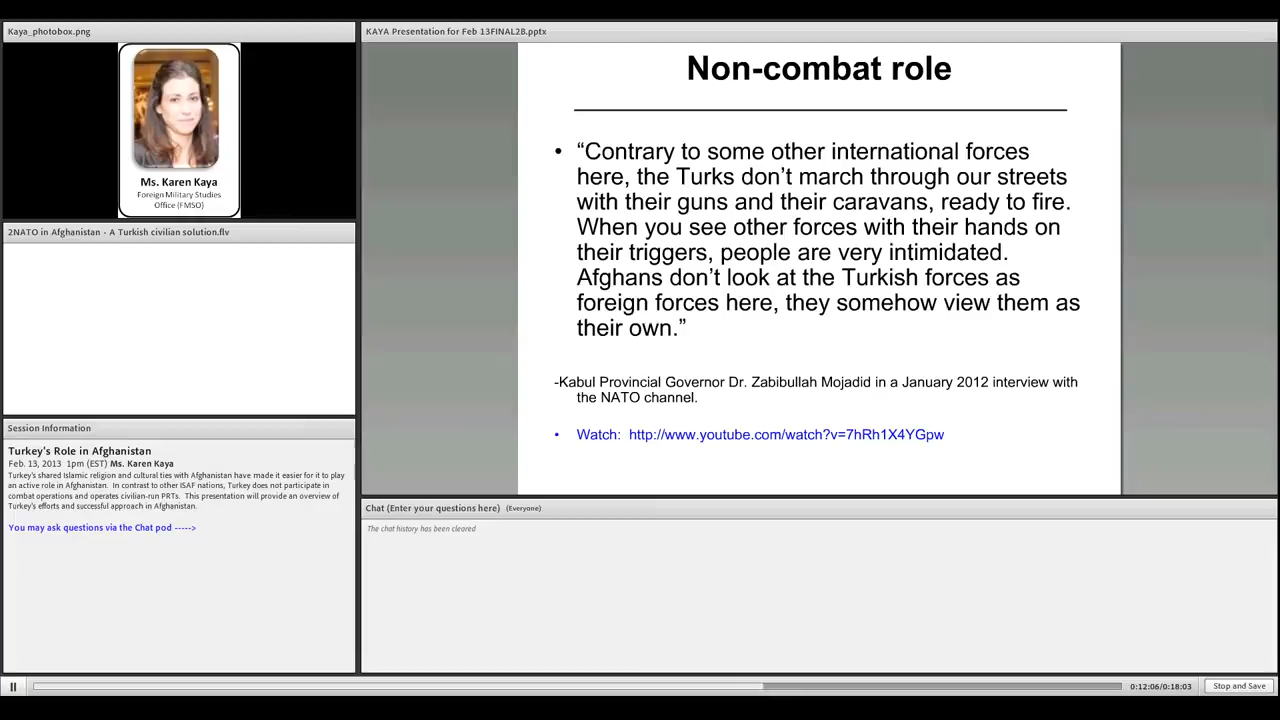 Kaya_photobox.png
Ms. Karen Kaya
Foreign Military Studies
Office (FMSO)
2NATO in Afghanistan - A Turkish civilian solution.flv
Session Information
Turkey's Role in Afghanistan
Feb. 13, 2013 1pm (EST) Ms. Karen Kaya
Turkey's shared Islamic religion and cultural ties with Afghanistan have made it easier for it to play
an active role in Afghanistan. In contrast to other ISAF nations, Turkey does not participate in
combat operations and operates civilian-run PRTs. This presentation will provide an overview of
Turkey's efforts and successful approach in Afghanistan.
You may ask questions via the Chat pod ----->
KAYA Presentation for Feb 13FINAL2B.pptx
Non-combat role
• “Contrary to some other international forces
here, the Turks don’t march through our streets
with their guns and their caravans, ready to fire.
When you see other forces with their hands on
their triggers, people are very intimidated.
Afghans don’t look at the Turkish forces as
foreign forces here, they somehow view them as
their own.”
-Kabul Provincial Governor Dr. Zabibullah Mojadid in a January 2012 interview with
the NATO channel.
• Watch: http://www.youtube.com/watch?v=7hRh1X4YGpw
Chat (Enter your questions here) (Everyone)
The chat history has been cleared
0:12:06/0:18:03
Stop and Save